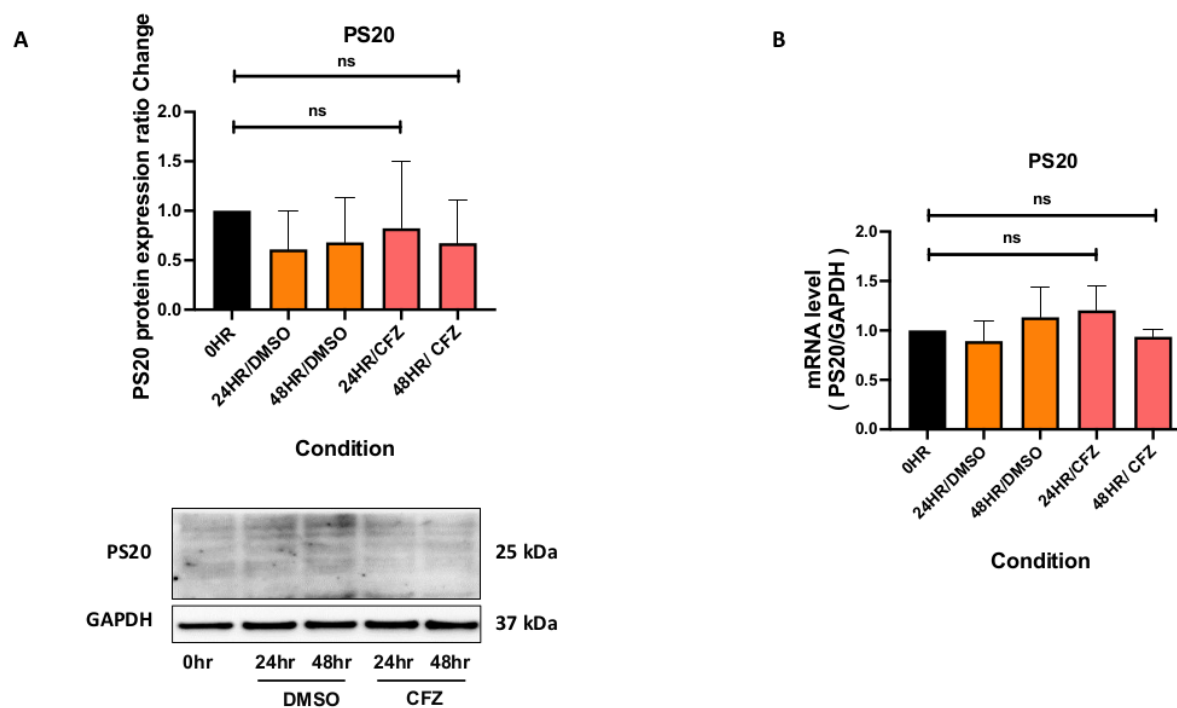 A
PS20
ns
ns
PS20 protein expression ratio Change
2.0
1.5
1.0
0.5
0.0
0HR
24HR/DMSO
48HR/DMSO
24HR/CFZ
48HR/ CFZ
Condition
PS20
25 kDa
GAPDH
37 kDa
0hr
24hr
48hr
24hr
48hr
DMSO
CFZ
B
PS20
ns
ns
mRNA level
( PS20/GAPDH )
2.0
1.5
1.0
0.5
0.0
0HR
24HR/DMSO
48HR/DMSO
24HR/CFZ
48HR/ CFZ
Condition